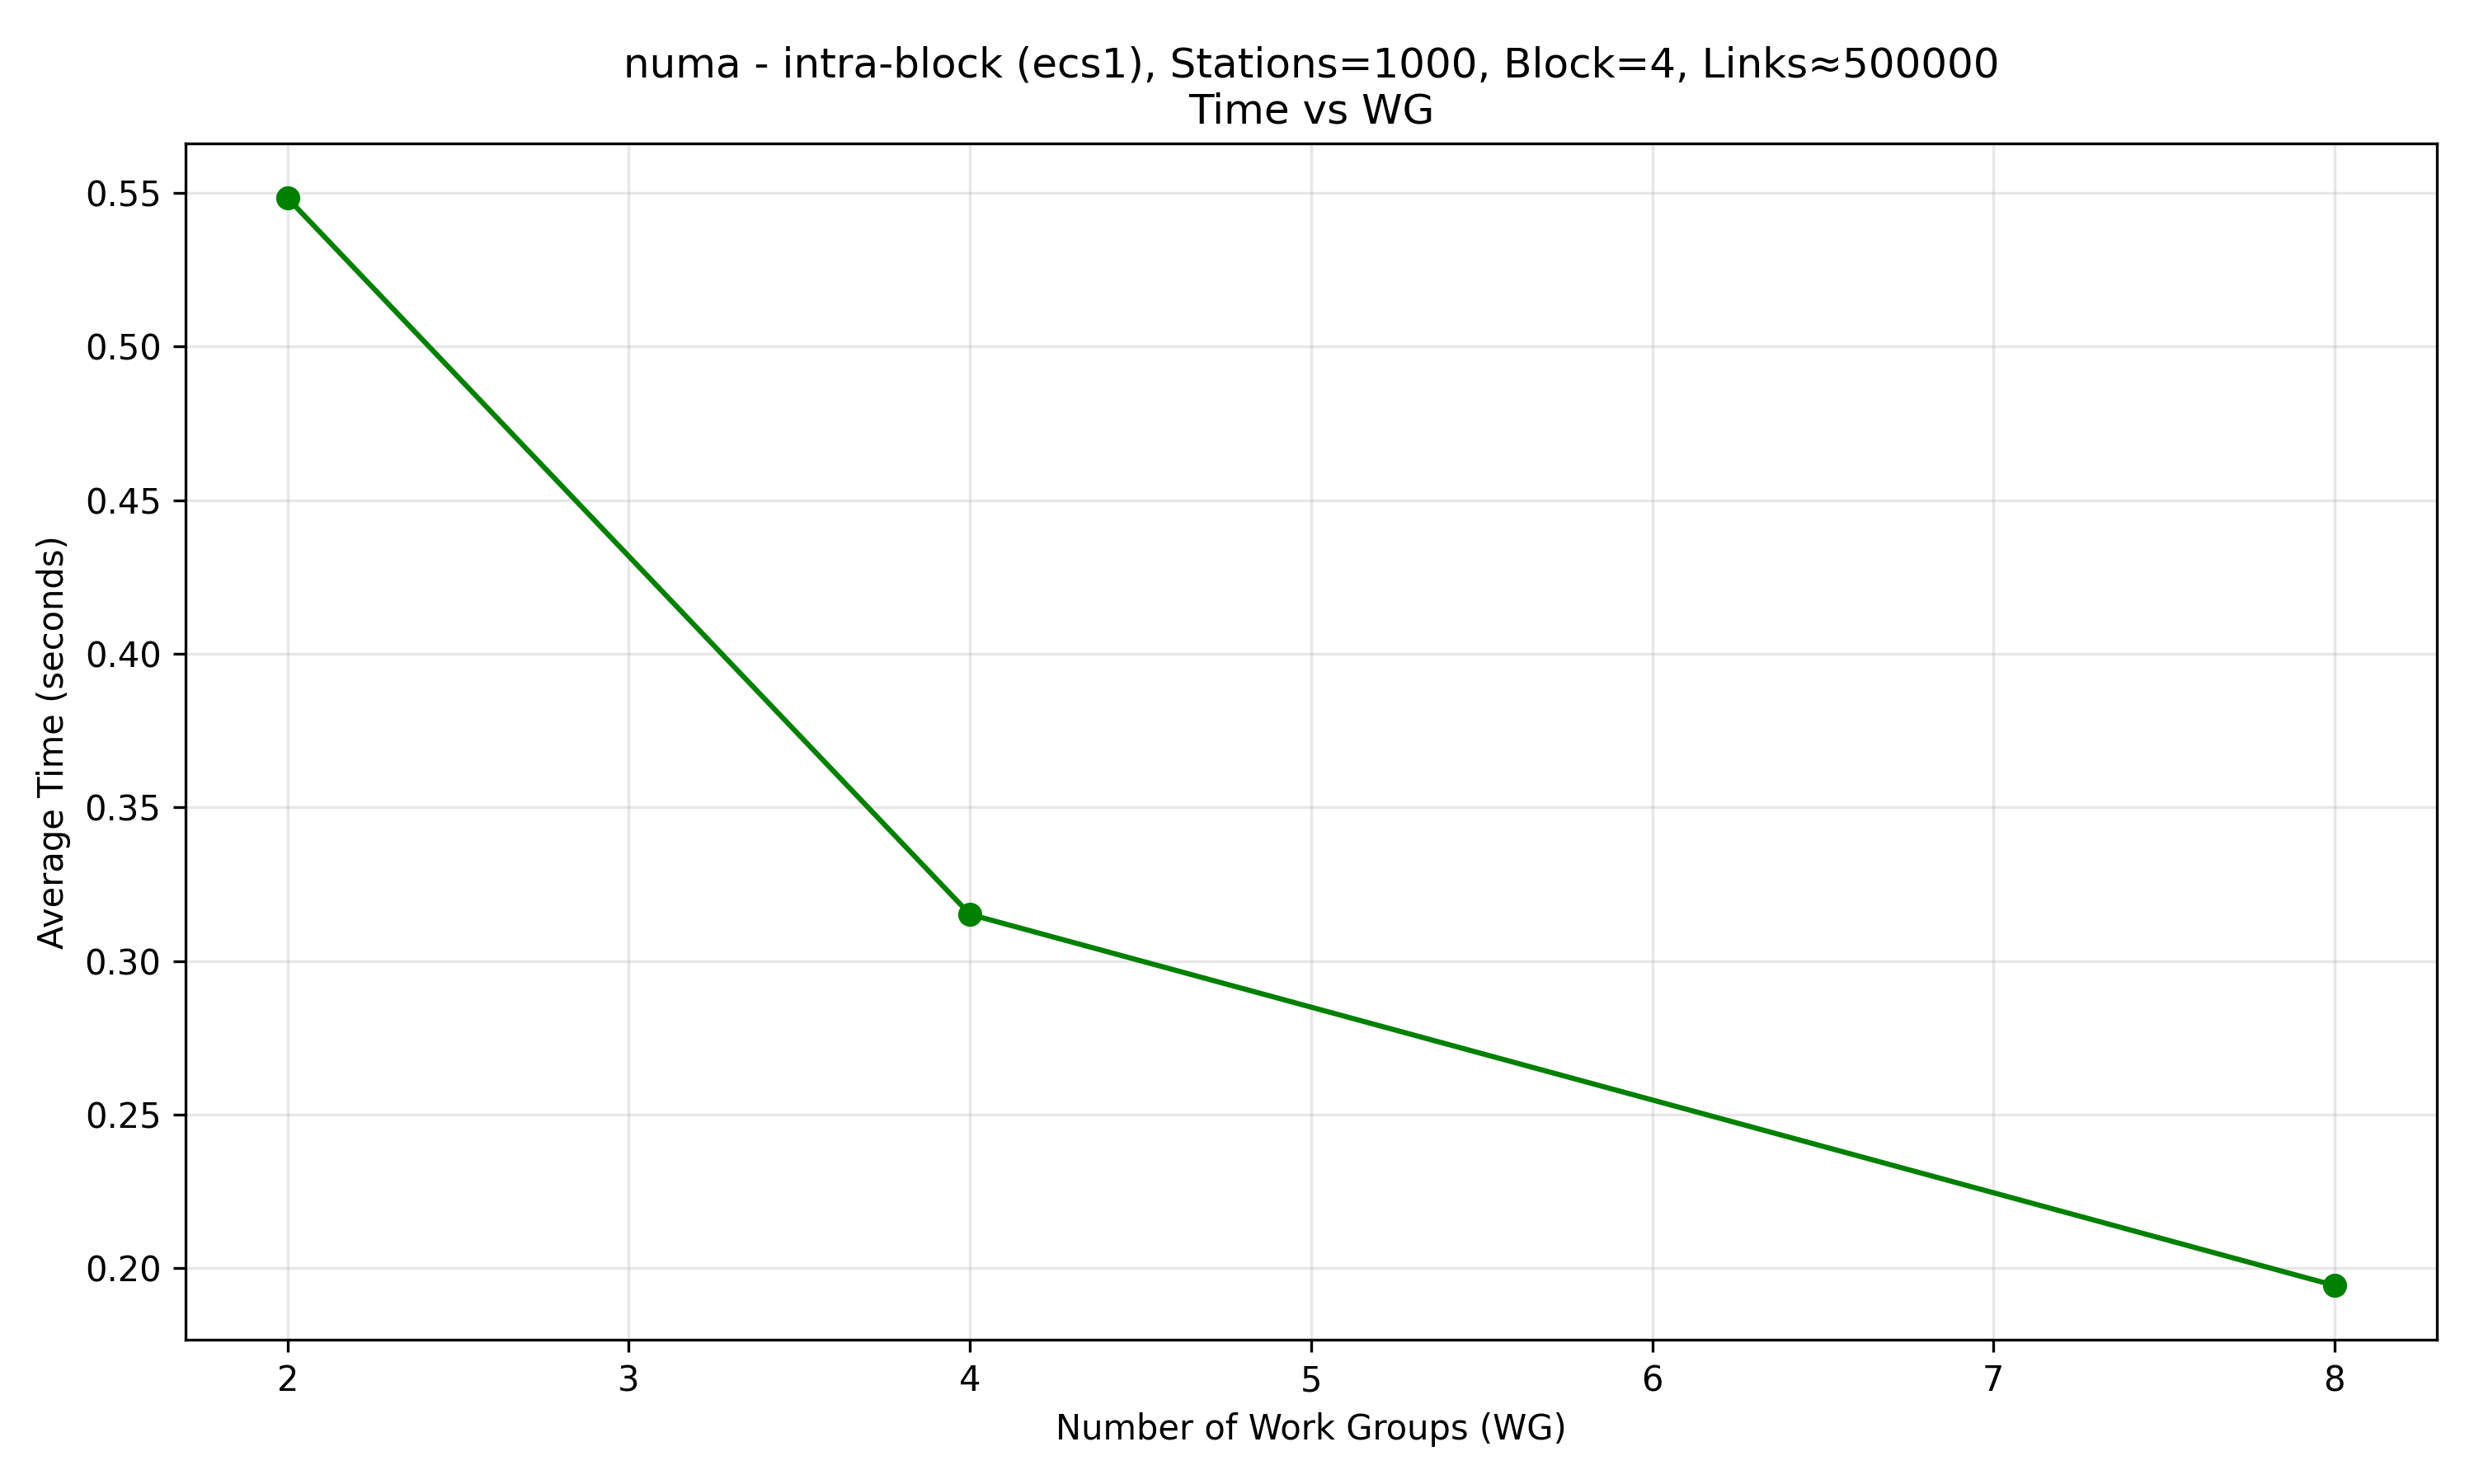 numa - intra-block (ecs1), Stations=1000, Block=4, Links≈500000
Time vs WG
0.55
0.50
0.45
0.40
0.35
0.30
0.25
0.20
Average Time (seconds)
2 3 4 5 6 7 8
Number of Work Groups (WG)